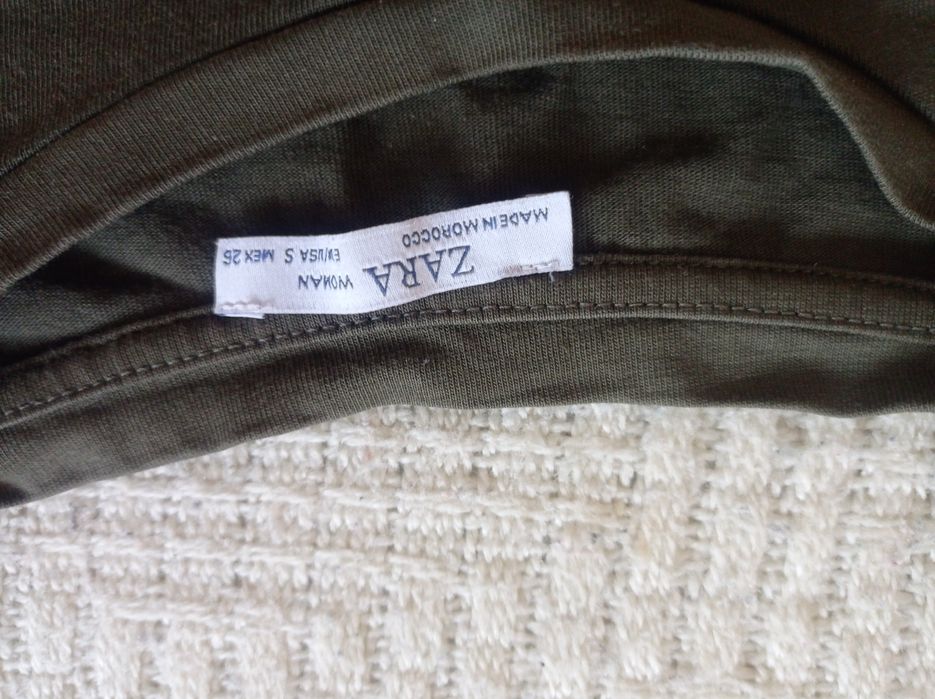 ZARA
WOMAN
MADE IN MOROCCO
EU/USA S MEX 26